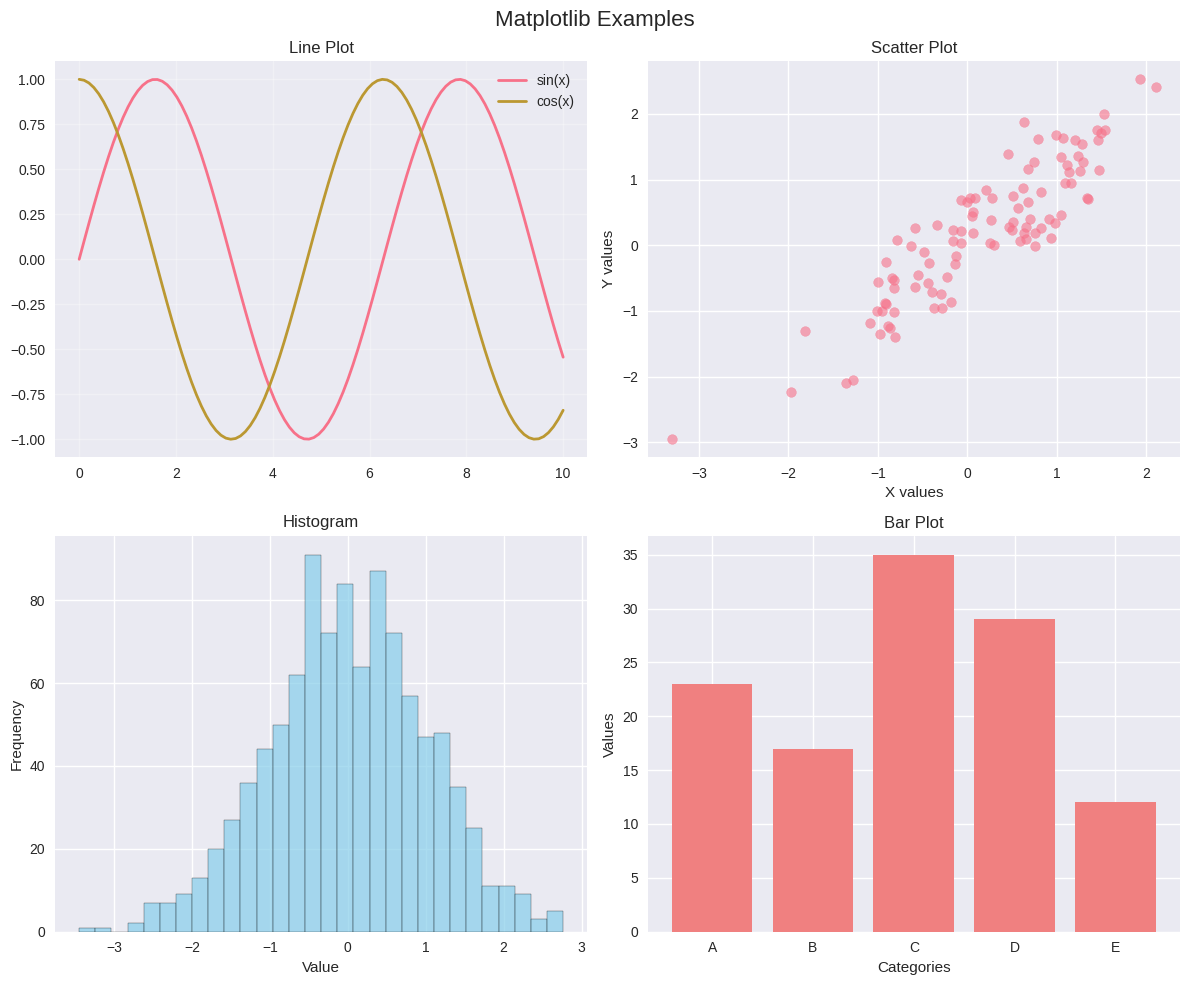 Matplotlib Examples
Line Plot
1.00
0.75
0.50
0.25
0.00
−0.25
−0.50
−0.75
−1.00
0 2 4 6 8 10
sin(x)
cos(x)
Scatter Plot
Y values
2
1
0
−1
−2
−3
−3 −2 −1 0 1 2
X values
Histogram
Frequency
80
60
40
20
0
−3 −2 −1 0 1 2 3
Value
Bar Plot
Values
35
30
25
20
15
10
5
0
A B C D E
Categories